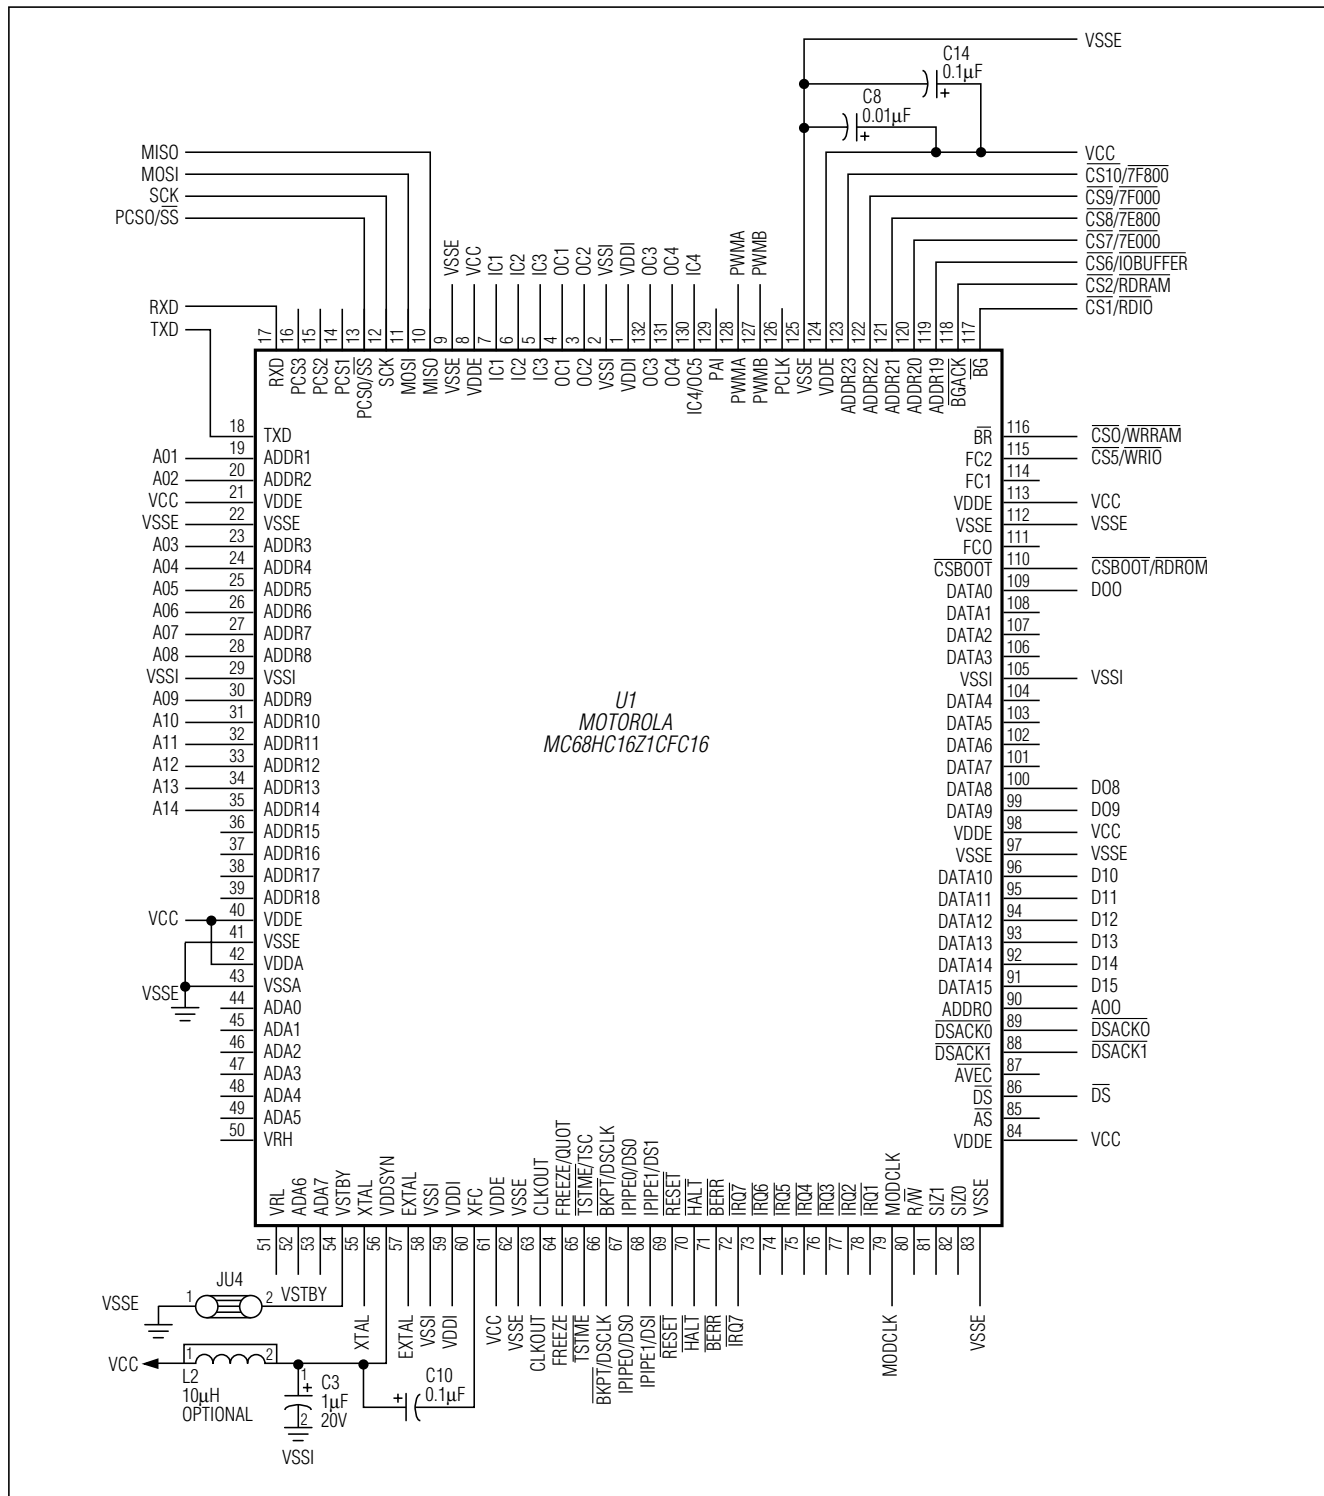 VSSE
C14
0.1µF
C8
0.01µF
MISO
MOSI
SCK
PCS0/SS
RXD
TXD
VCC
CS10/7F800
CS9/7F000
CS8/7E800
CS7/7E000
CS6/IOBUFFER
CS2/RDRAM
CS1/RDIO
VSSE
VCC
IC1
IC2
IC3
OC1
OC2
VSSI
VDDI
OC3
OC4
IC4
PWMA
PWMB
17 RXD
16 PCS3
15 PCS2
14 PCS1
13 PCS0/SS
12 SCK
11 MOSI
10 MISO
9 VSSE
8 VDDE
7 IC1
6 IC2
5 IC3
4 OC1
3 OC2
2 VSSI
1 VDDI
132 OC3
131 OC4
130 IC4/OC5
129 PAI
128 PWMA
127 PWMB
126 PCLK
125 VSSE
124 VDDE
123 ADDR23
122 ADDR22
121 ADDR21
120 ADDR20
119 ADDR19
118 BGACK
117 BG
18 TXD
A01 19 ADDR1
A02 20 ADDR2
VCC 21 VDDE
VSSE 22 VSSE
A03 23 ADDR3
A04 24 ADDR4
A05 25 ADDR5
A06 26 ADDR6
A07 27 ADDR7
A08 28 ADDR8
VSSI 29 VSSI
A09 30 ADDR9
A10 31 ADDR10
A11 32 ADDR11
A12 33 ADDR12
A13 34 ADDR13
A14 35 ADDR14
36 ADDR15
37 ADDR16
38 ADDR17
39 ADDR18
VCC 40 VDDE
41 VSSE
42 VDDA
VSSE 43 VSSA
44 ADA0
45 ADA1
46 ADA2
47 ADA3
48 ADA4
49 ADA5
50 VRH
U1
MOTOROLA
MC68HC16Z1CFC16
BR 116 CS0/WRRAM
FC2 115 CS5/WRIO
FC1 114
VDDE 113 VCC
VSSE 112 VSSE
FC0 111
CSBOOT 110 CSBOOT/RDROM
DATA0 109 D00
DATA1 108
DATA2 107
DATA3 106
VSSI 105 VSSI
DATA4 104
DATA5 103
DATA6 102
DATA7 101
DATA8 100 D08
DATA9 99 D09
VDDE 98 VCC
VSSE 97 VSSE
DATA10 96 D10
DATA11 95 D11
DATA12 94 D12
DATA13 93 D13
DATA14 92 D14
DATA15 91 D15
ADDR0 90 A00
DSACK0 89 DSACK0
DSACK1 88 DSACK1
AVEC 87
DS 86 DS
AS 85
VDDE 84 VCC
VRL 51
ADA6 52
ADA7 53
VSTBY 54
XTAL 55
VDDSYN 56
EXTAL 57
VSSI 58
VDDI 59
XFC 60
VDDE 61
VSSE 62
CLKOUT 63
FREEZE/QUOT 64
TSTME/TSC 65
BKPT/DSCLK 66
IPIPE0/DS0 67
IPIPE1/DS1 68
RESET 69
HALT 70
BERR 71
IRQ7 72
IRQ6 73
IRQ5 74
IRQ4 75
IRQ3 76
IRQ2 77
IRQ1 78
MODCLK 79
R/W 80
SIZ1 81
SIZ0 82
VSSE 83
XTAL
EXTAL
VSSI
VDDI
VCC
VSSE
CLKOUT
FREEZE
TSTME
BKPT/DSCLK
IPIPE0/DS0
IPIPE1/DSI
RESET
HALT
BERR
IRQ7
MODCLK
VSSE
JU4
VSSE 1 2 VSTBY
VCC 1 2
L2
10µH
OPTIONAL
1
+ C3
1µF
20V
2
VSSI
+ C10
0.1µF